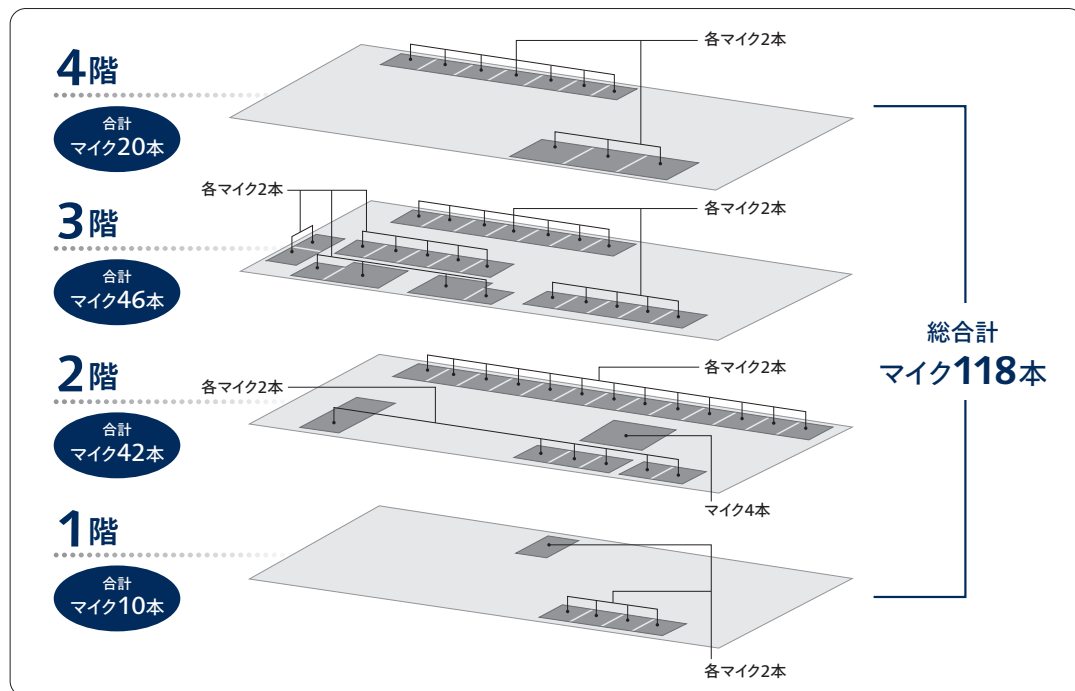 4階
合計
マイク20本
各マイク2本
3階
合計
マイク46本
各マイク2本
各マイク2本
2階
合計
マイク42本
各マイク2本
各マイク2本
マイク4本
1階
合計
マイク10本
各マイク2本
総合計
マイク118本